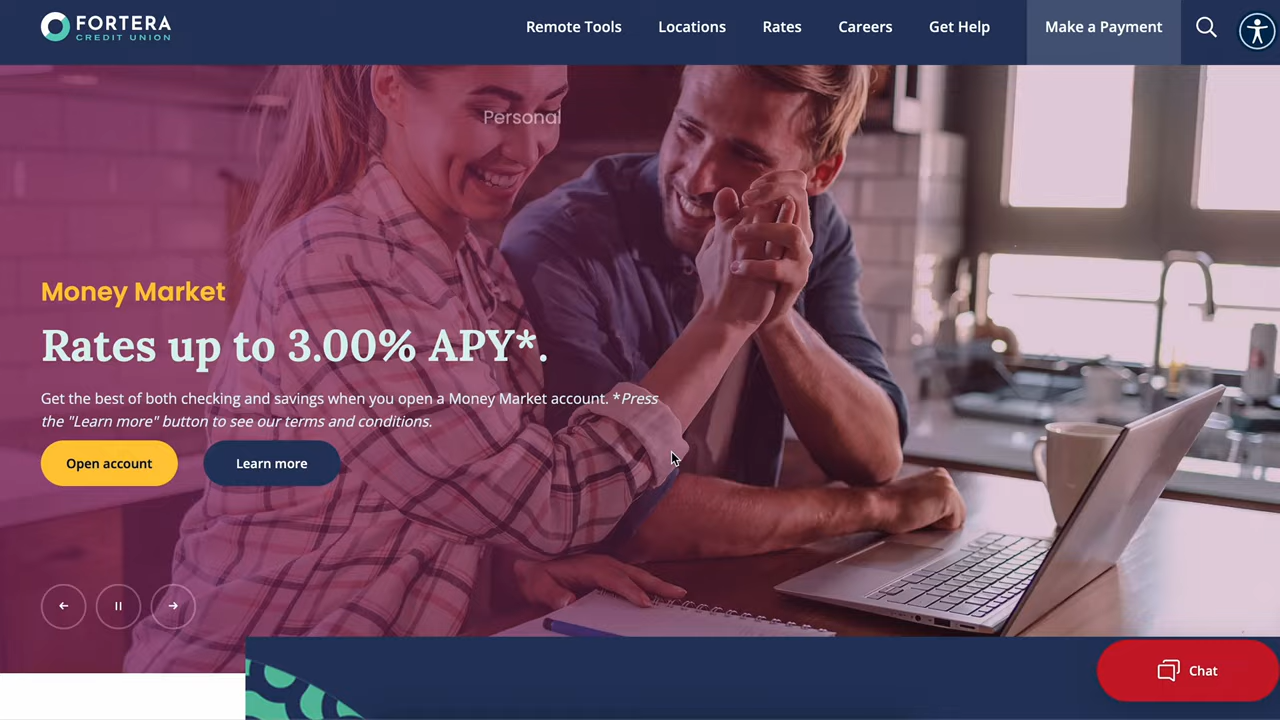 FORTERA
CREDIT UNION
Remote Tools
Locations
Rates
Careers
Get Help
Make a Payment
Personal
Money Market
Rates up to 3.00% APY*.
Get the best of both checking and savings when you open a Money Market account. *Press
the "Learn more" button to see our terms and conditions.
Open account
Learn more
Chat